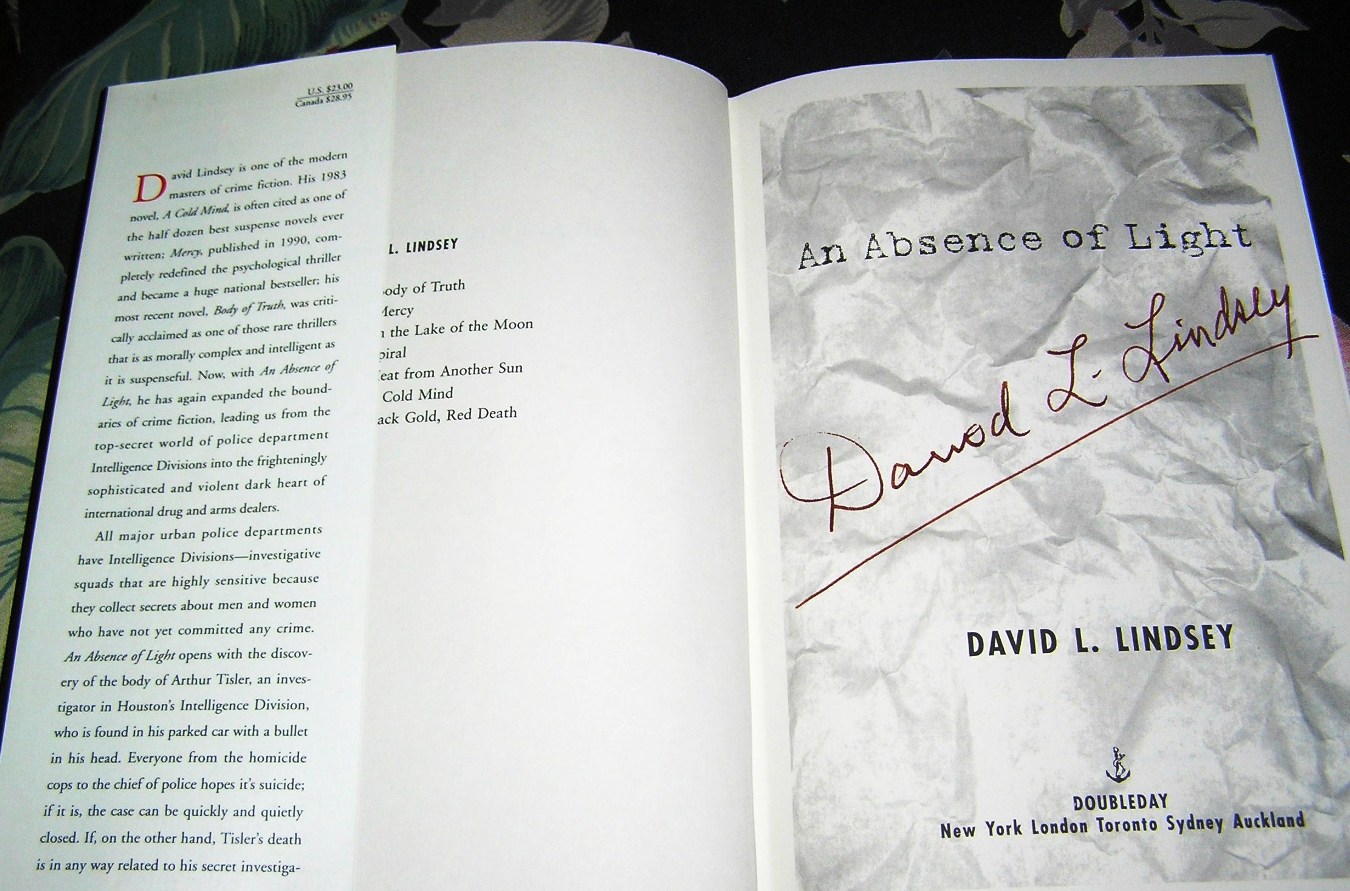 U.S. $23.00
Canada $28.95
David Lindsey is one of the modern
masters of crime fiction. His 1983
novel, A Cold Mind, is often cited as one of
the half dozen best suspense novels ever
written; Mercy, published in 1990, com-
pletely redefined the psychological thriller
and became a huge national bestseller; his
most recent novel, Body of Truth, was criti-
cally acclaimed as one of those rare thrillers
that is as morally complex and intelligent as
it is suspenseful. Now, with An Absence of
Light, he has again expanded the bound-
aries of crime fiction, leading us from the
top-secret world of police department
Intelligence Divisions into the frighteningly
sophisticated and violent dark heart of
international drug and arms dealers.
All major urban police departments
have Intelligence Divisions—investigative
squads that are highly sensitive because
they collect secrets about men and women
who have not yet committed any crime.
An Absence of Light opens with the discov-
ery of the body of Arthur Tisler, an inves-
tigator in Houston's Intelligence Division,
who is found in his parked car with a bullet
in his head. Everyone from the homicide
cops to the chief of police hopes it's suicide;
if it is, the case can be quickly and quietly
closed. If, on the other hand, Tisler's death
is in any way related to his secret investiga-
L. LINDSEY
ody of Truth
Mercy
n the Lake of the Moon
piral
eat from Another Sun
Cold Mind
ack Gold, Red Death
An Absence of Light
David L. Lindsey
DAVID L. LINDSEY
DOUBLEDAY
New York London Toronto Sydney Auckland